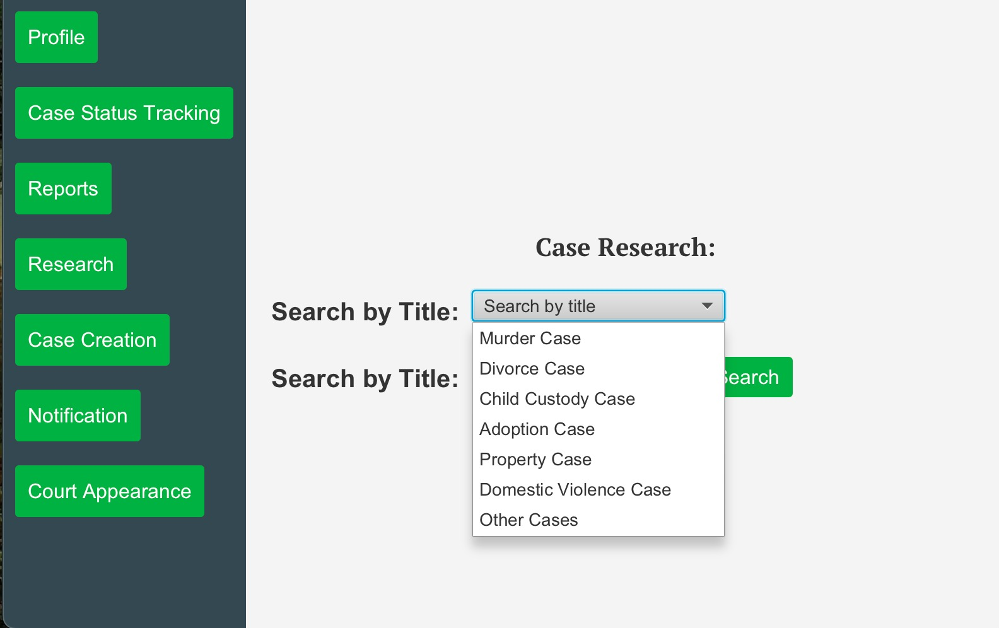 Profile
Case Status Tracking
Reports
Research
Case Creation
Notification
Court Appearance
Case Research:
Search by Title:
Search by title
Murder Case
Divorce Case
Child Custody Case
Adoption Case
Property Case
Domestic Violence Case
Other Cases
Search by Title:
Search